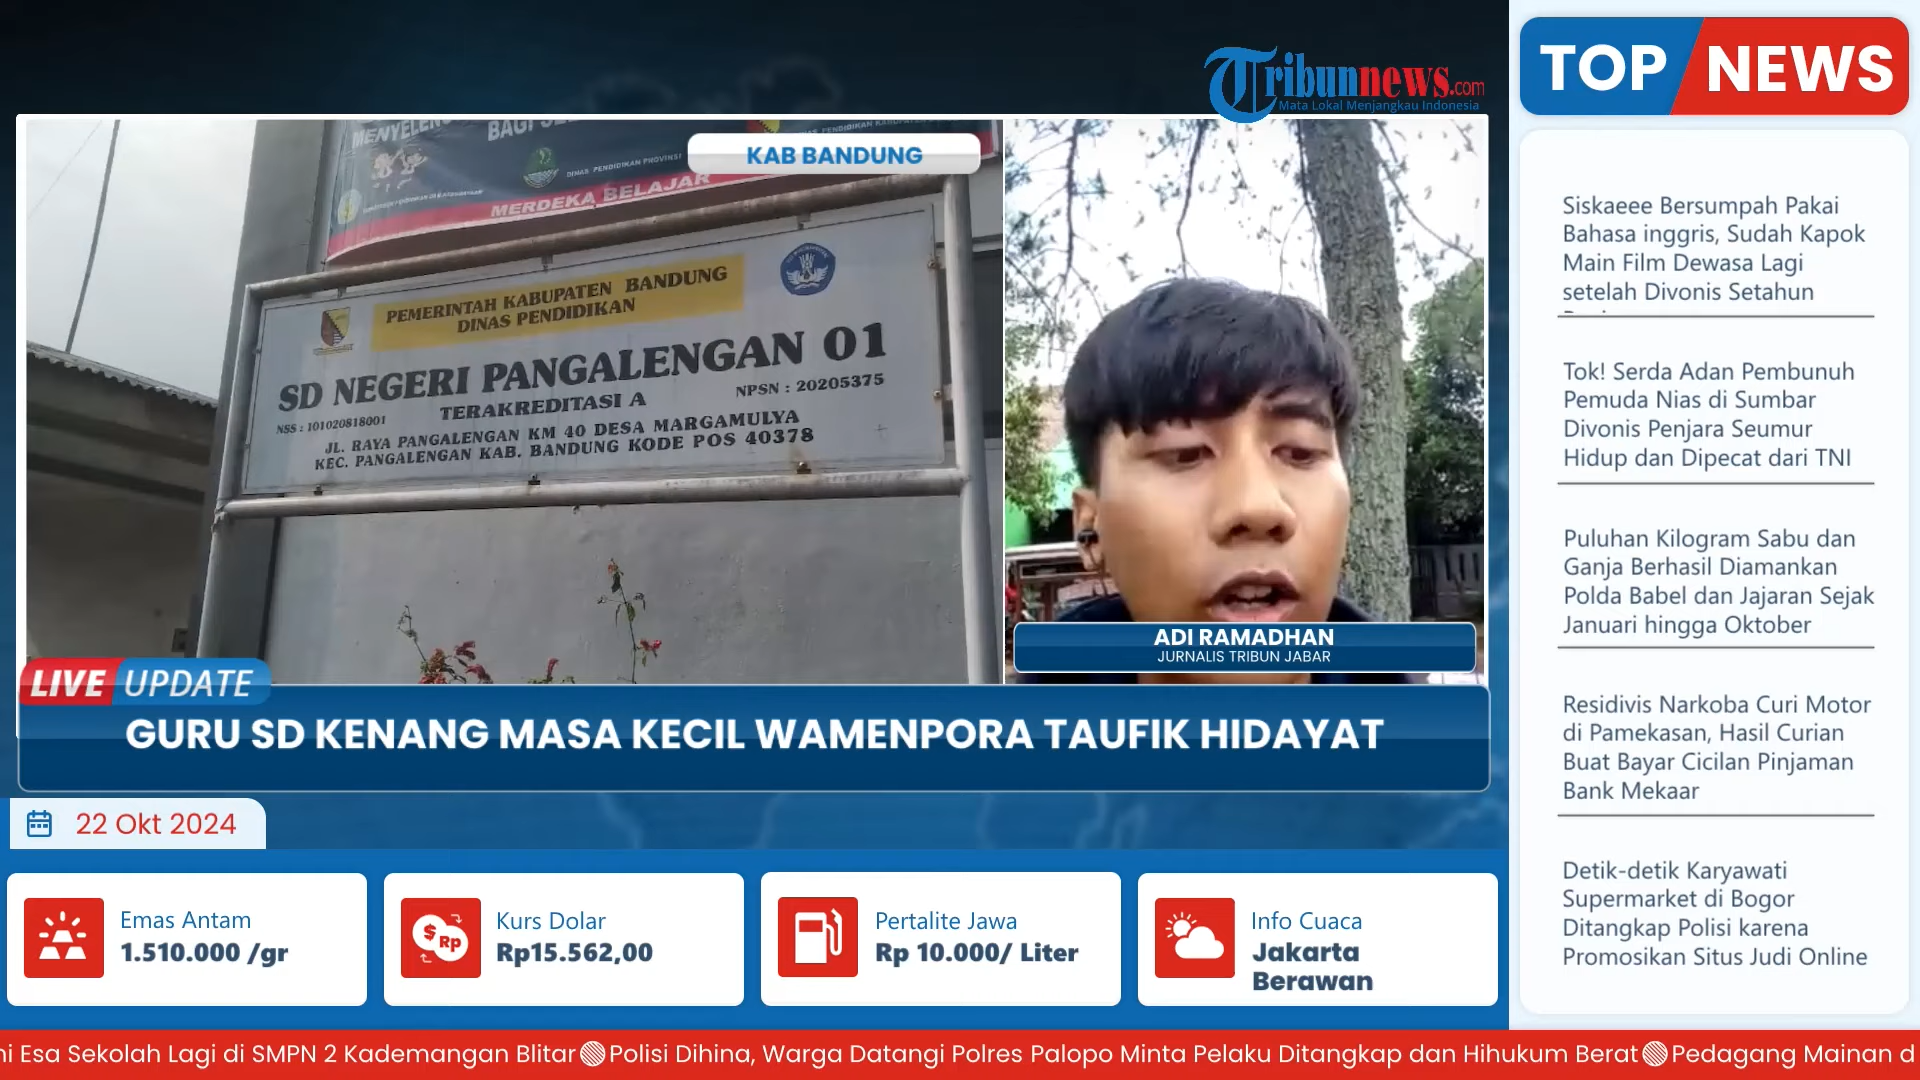 Tribunnews.com
Mata Lokal Menjangkau Indonesia
TOP NEWS
KAB BANDUNG
BAGI
DINAS PENDIDIKAN PROVINSI
MERDEKA BELAJAR
PEMERINTAH KABUPATEN BANDUNG
DINAS PENDIDIKAN
SD NEGERI PANGALENGAN 01
NSS : 101020818001
TERAKREDITASI A
NPSN : 20205375
JL. RAYA PANGALENGAN KM 40 DESA MARGAMULYA
KEC. PANGALENGAN KAB. BANDUNG KODE POS 40378
ADI RAMADHAN
JURNALIS TRIBUN JABAR
LIVE UPDATE
GURU SD KENANG MASA KECIL WAMENPORA TAUFIK HIDAYAT
22 Okt 2024
Emas Antam
1.510.000 /gr
Kurs Dolar
Rp15.562,00
Pertalite Jawa
Rp 10.000/ Liter
Info Cuaca
Jakarta
Berawan
Siskaeee Bersumpah Pakai
Bahasa inggris, Sudah Kapok
Main Film Dewasa Lagi
setelah Divonis Setahun
Tok! Serda Adan Pembunuh
Pemuda Nias di Sumbar
Divonis Penjara Seumur
Hidup dan Dipecat dari TNI
Puluhan Kilogram Sabu dan
Ganja Berhasil Diamankan
Polda Babel dan Jajaran Sejak
Januari hingga Oktober
Residivis Narkoba Curi Motor
di Pamekasan, Hasil Curian
Buat Bayar Cicilan Pinjaman
Bank Mekaar
Detik-detik Karyawati
Supermarket di Bogor
Ditangkap Polisi karena
Promosikan Situs Judi Online
ni Esa Sekolah Lagi di SMPN 2 Kademangan Blitar Polisi Dihina, Warga Datangi Polres Palopo Minta Pelaku Ditangkap dan Hihukum Berat Pedagang Mainan d